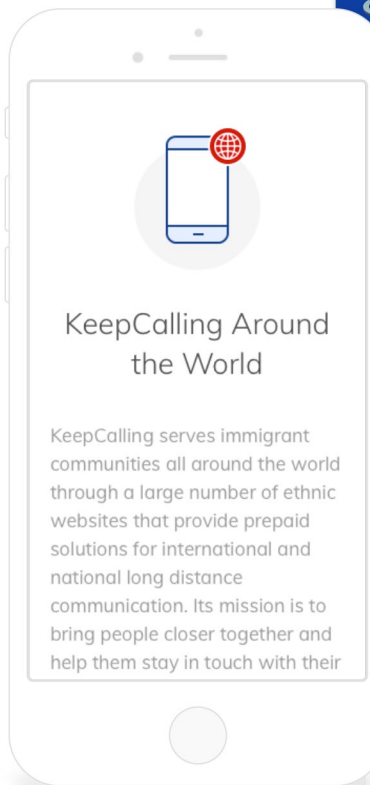 KeepCalling Around
the World
KeepCalling serves immigrant
communities all around the world
through a large number of ethnic
websites that provide prepaid
solutions for international and
national long distance
communication. Its mission is to
bring people closer together and
help them stay in touch with their